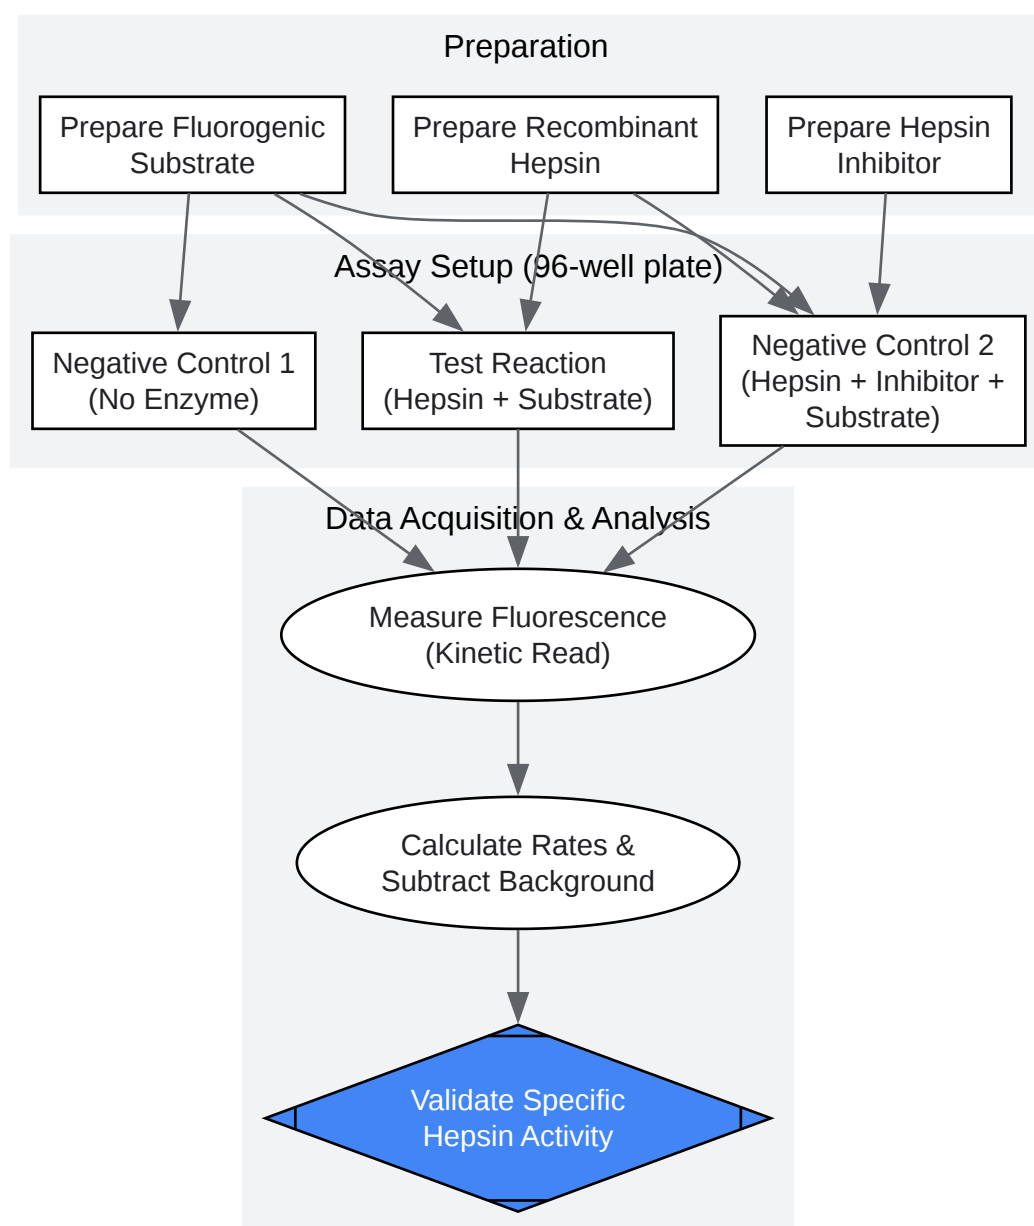 Preparation
Prepare Fluorogenic
Substrate
Prepare Recombinant
Hepsin
Prepare Hepsin
Inhibitor
Assay Setup (96-well plate)
Negative Control 1
(No Enzyme)
Test Reaction
(Hepsin + Substrate)
Negative Control 2
(Hepsin + Inhibitor +
Substrate)
Data Acquisition & Analysis
Measure Fluorescence
(Kinetic Read)
Calculate Rates &
Subtract Background
Validate Specific
Hepsin Activity